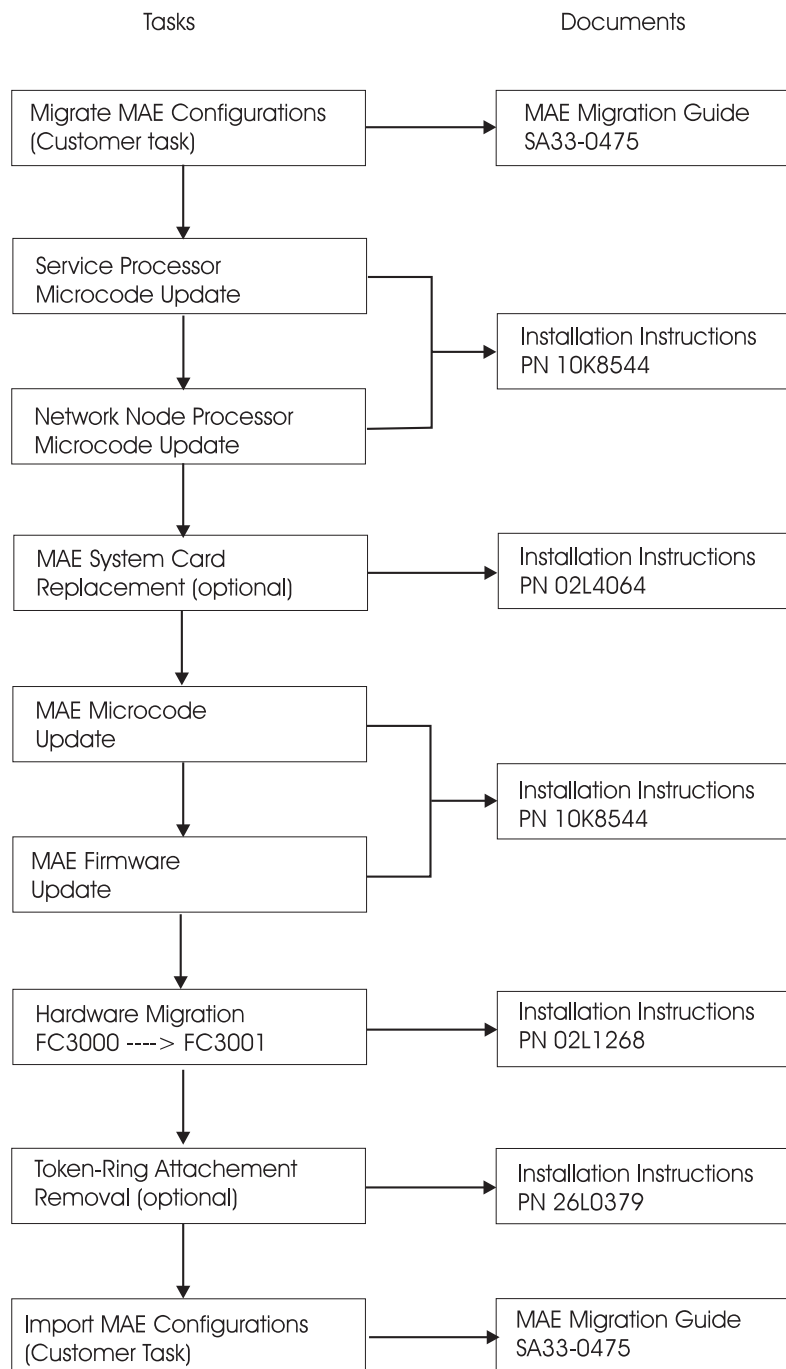 Tasks
Documents
Migrate MAE Configurations
(Customer task)
MAE Migration Guide
SA33-0475
Service Processor
Microcode Update
Installation Instructions
PN 10K8544
Network Node Processor
Microcode Update
MAE System Card
Replacement (optional)
Installation Instructions
PN 02L4064
MAE Microcode
Update
Installation Instructions
PN 10K8544
MAE Firmware
Update
Hardware Migration
FC3000 ----> FC3001
Installation Instructions
PN 02L1268
Token-Ring Attachement
Removal (optional)
Installation Instructions
PN 26L0379
Import MAE Configurations
(Customer Task)
MAE Migration Guide
SA33-0475